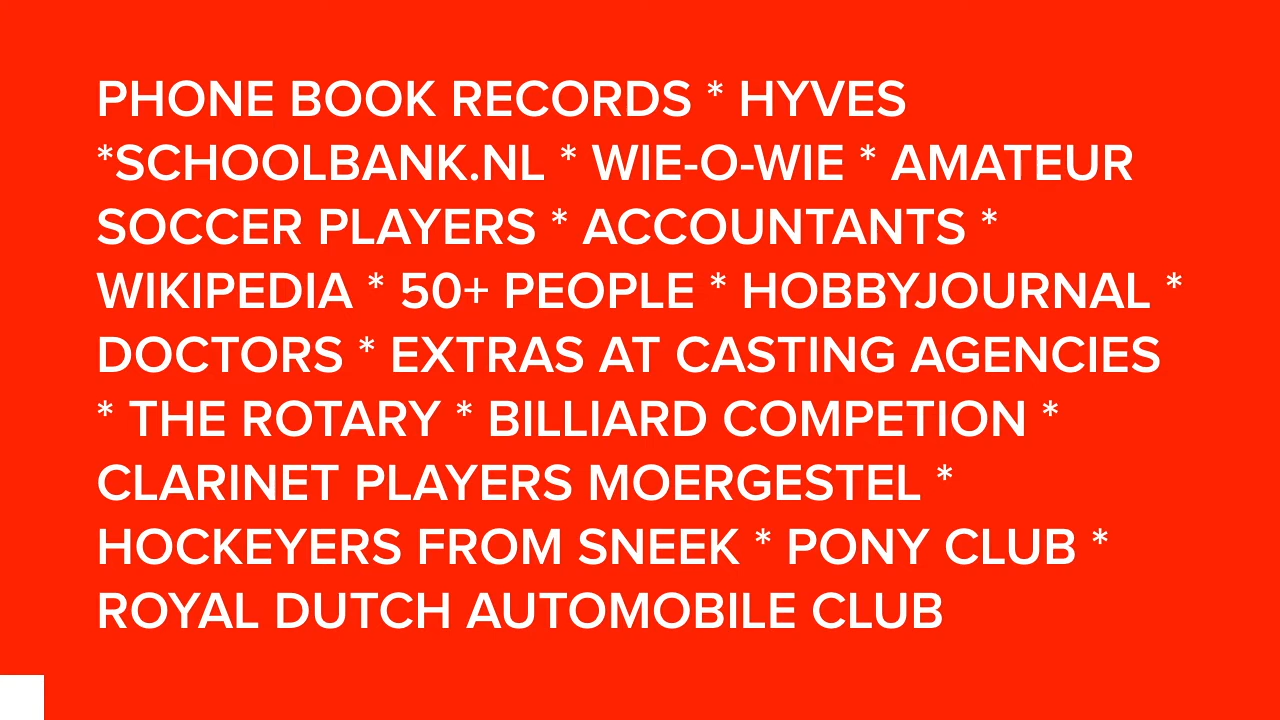 PHONE BOOK RECORDS * HYVES
*SCHOOLBANK.NL * WIE-O-WIE * AMATEUR
SOCCER PLAYERS * ACCOUNTANTS *
WIKIPEDIA * 50+ PEOPLE * HOBBYJOURNAL *
DOCTORS * EXTRAS AT CASTING AGENCIES
* THE ROTARY * BILLIARD COMPETION *
CLARINET PLAYERS MOERGESTEL *
HOCKEYERS FROM SNEEK * PONY CLUB *
ROYAL DUTCH AUTOMOBILE CLUB